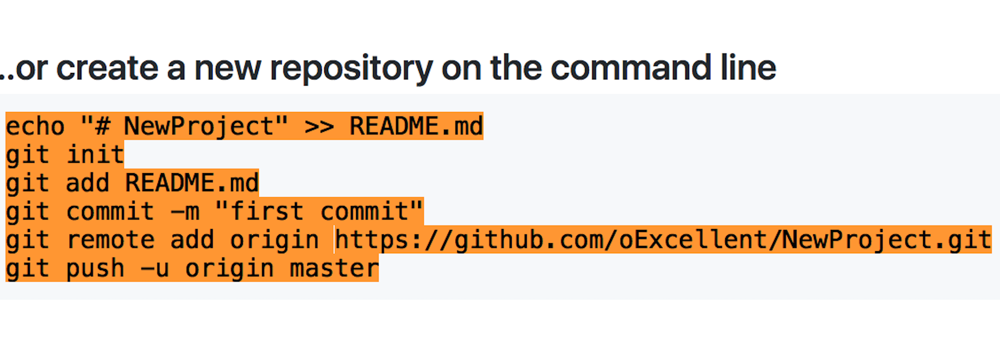 ..or create a new repository on the command line
echo "# NewProject" >> README.md
git init
git add README.md
git commit -m "first commit"
git remote add origin https://github.com/oExcellent/NewProject.git
git push -u origin master